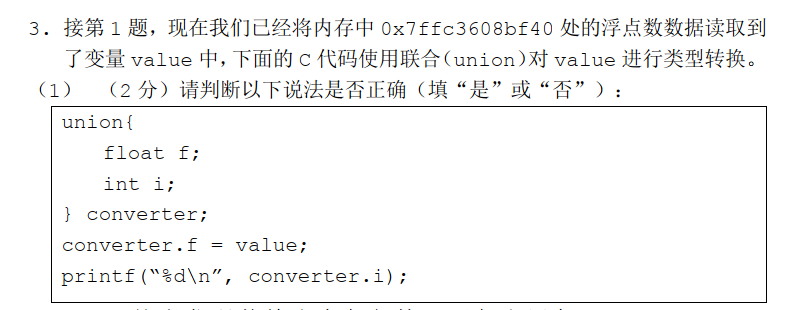 3. 接第 1 题，现在我们已经将内存中 0x7ffc3608bf40 处的浮点数数据读取到
了变量 value 中，下面的 C 代码使用联合(union)对 value 进行类型转换。
（1） （2 分）请判断以下说法是否正确（填“是”或“否”）：
union{
float f;
int i;
} converter;
converter.f = value;
printf(“%d\n”, converter.i);